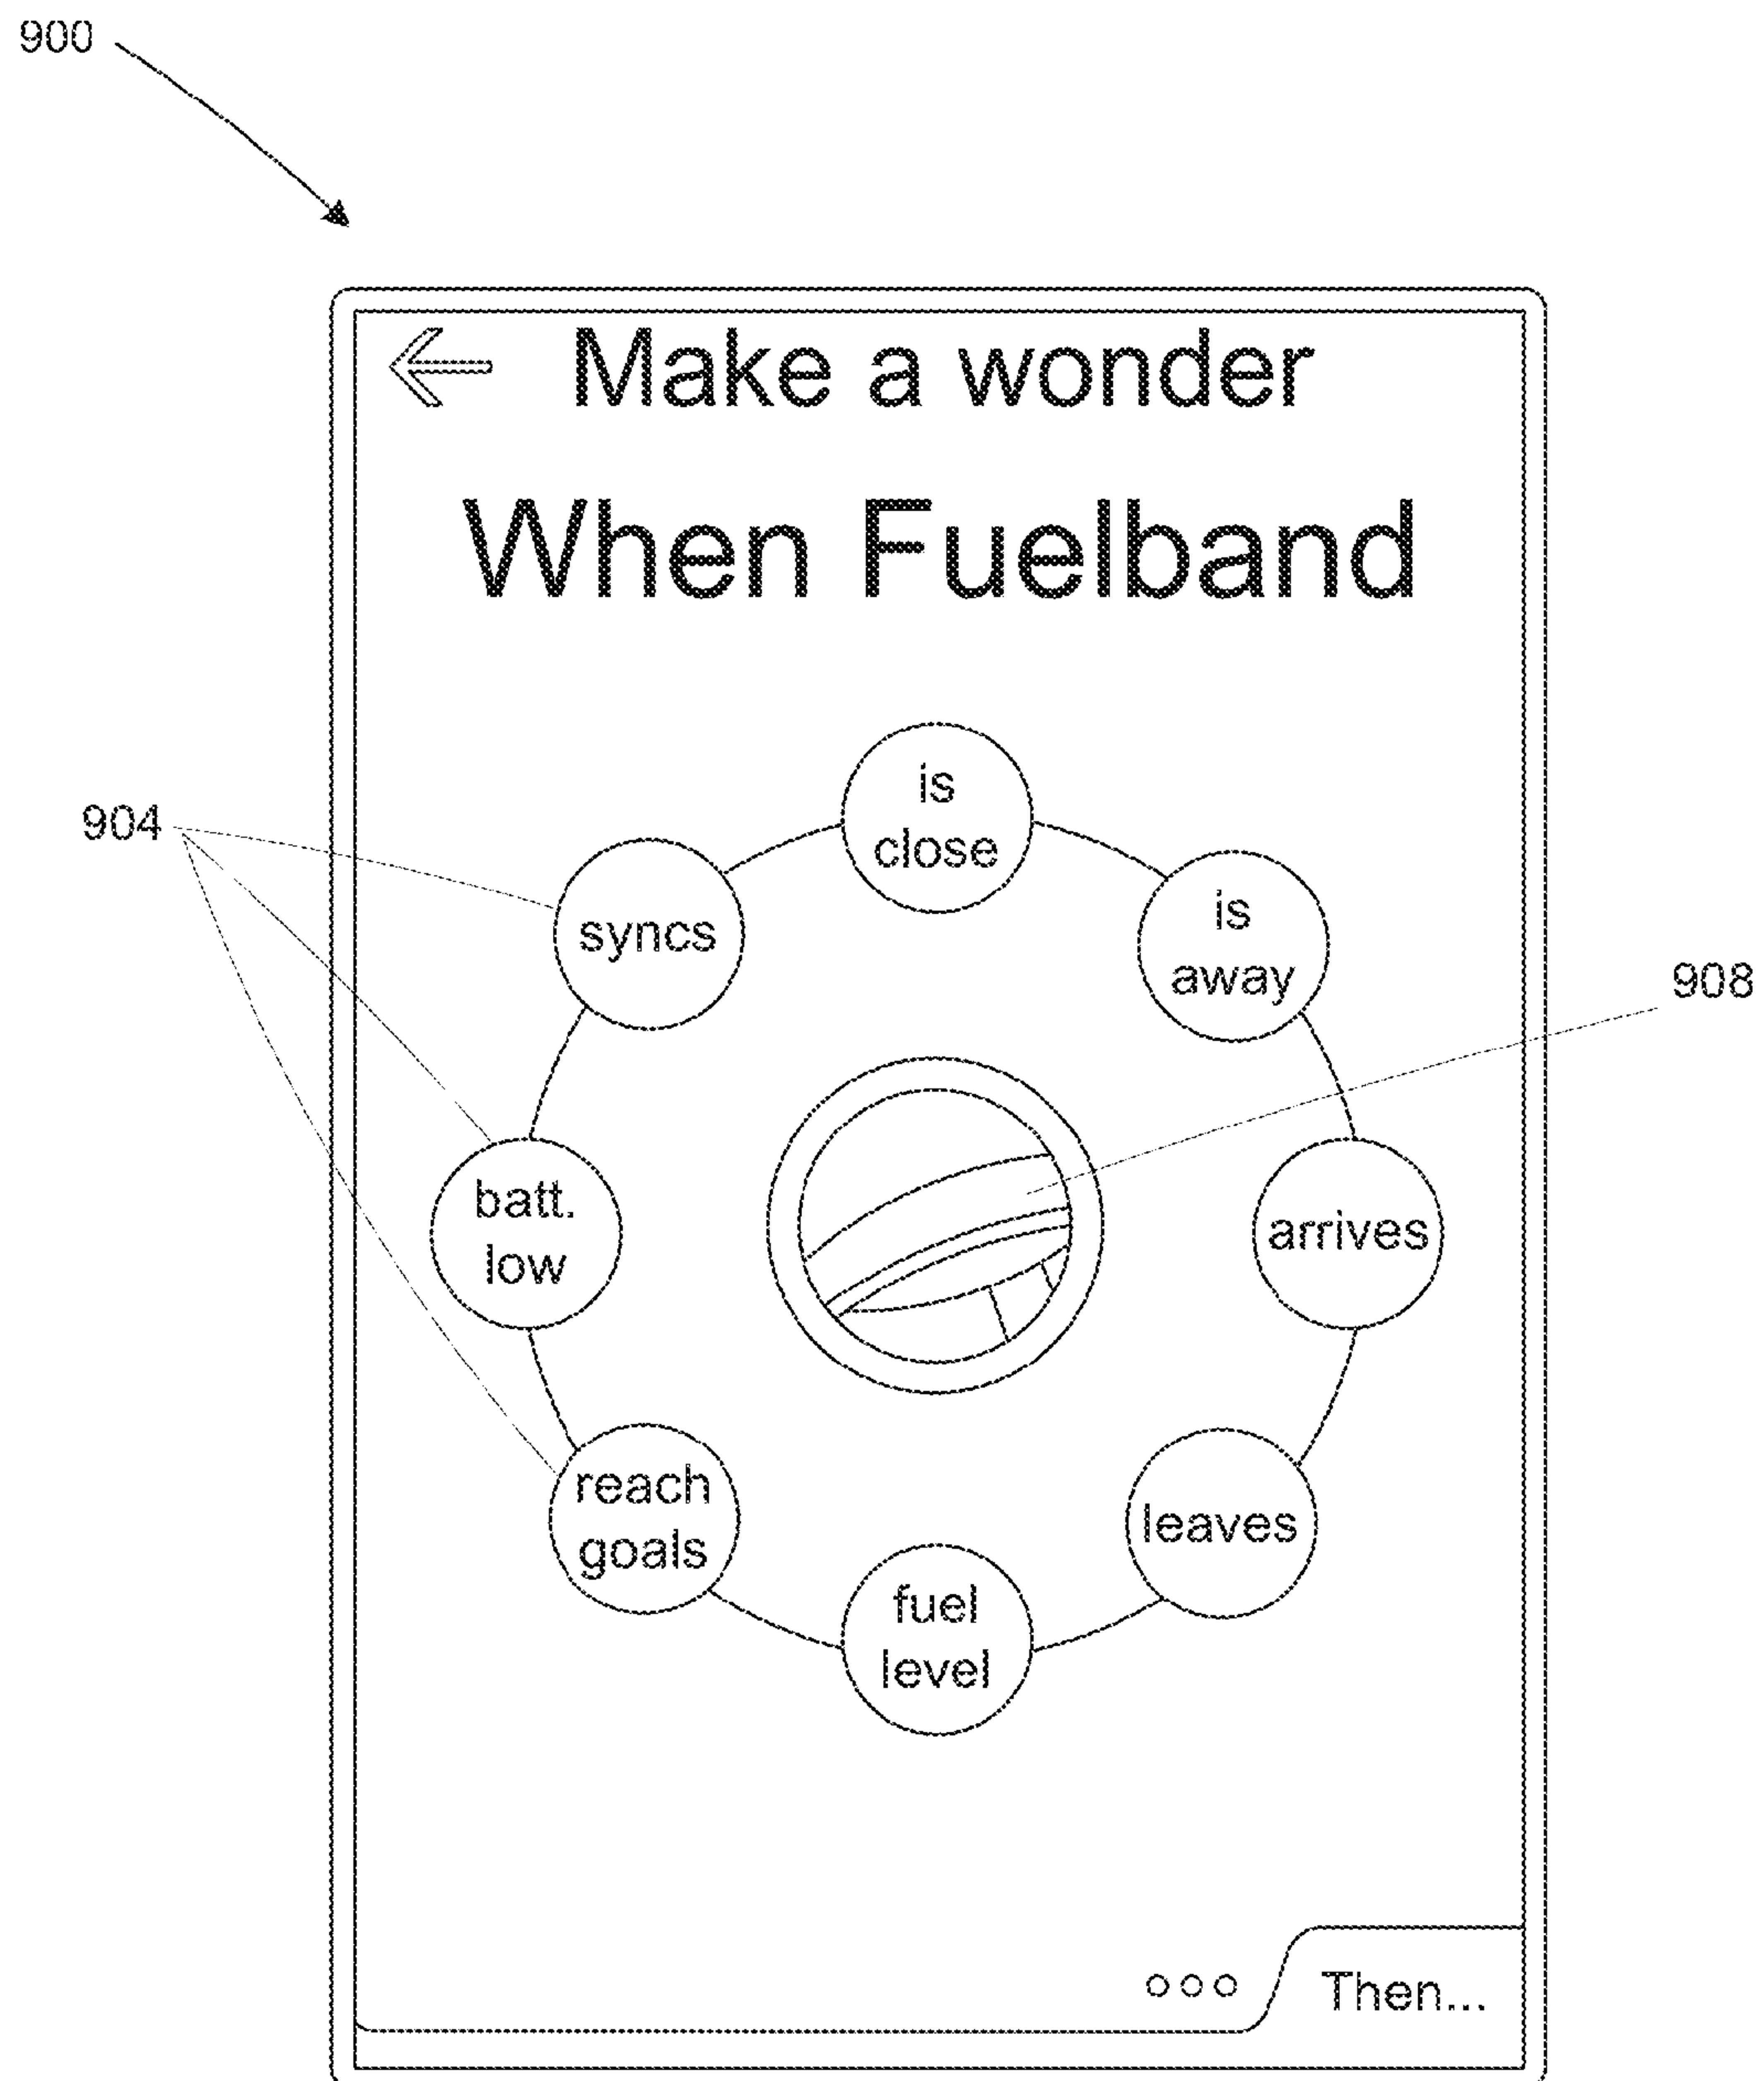 900
Make a wonder
When Fuelband
is
close
904
syncs
is
away
908
batt.
low
arrives
reach
goals
leaves
fuel
level
Then...